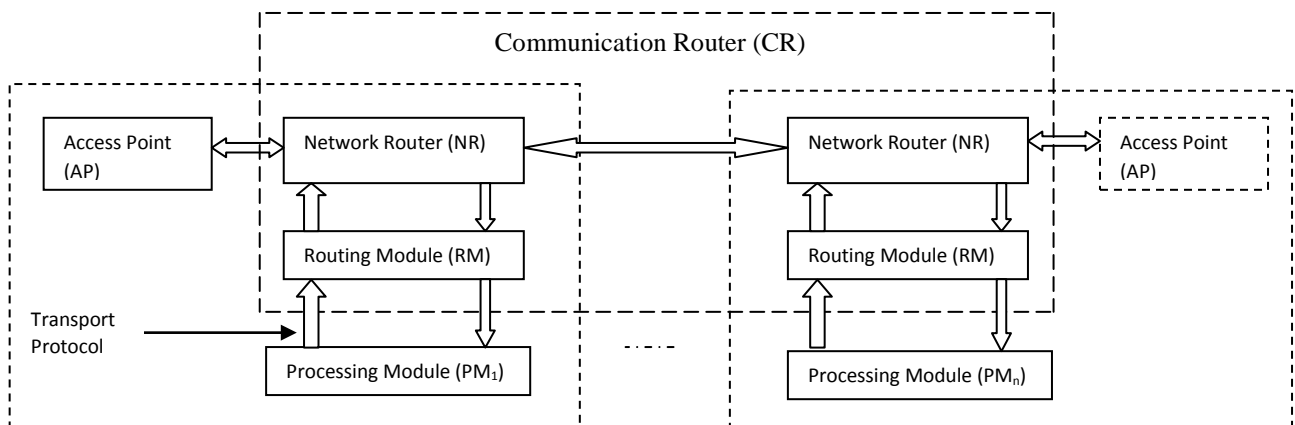 Communication Router (CR)
Access Point
(AP)
Network Router (NR)
Network Router (NR)
Access Point
(AP)
Routing Module (RM)
Routing Module (RM)
Transport
Protocol
Processing Module (PM₁)
Processing Module (PMₙ)